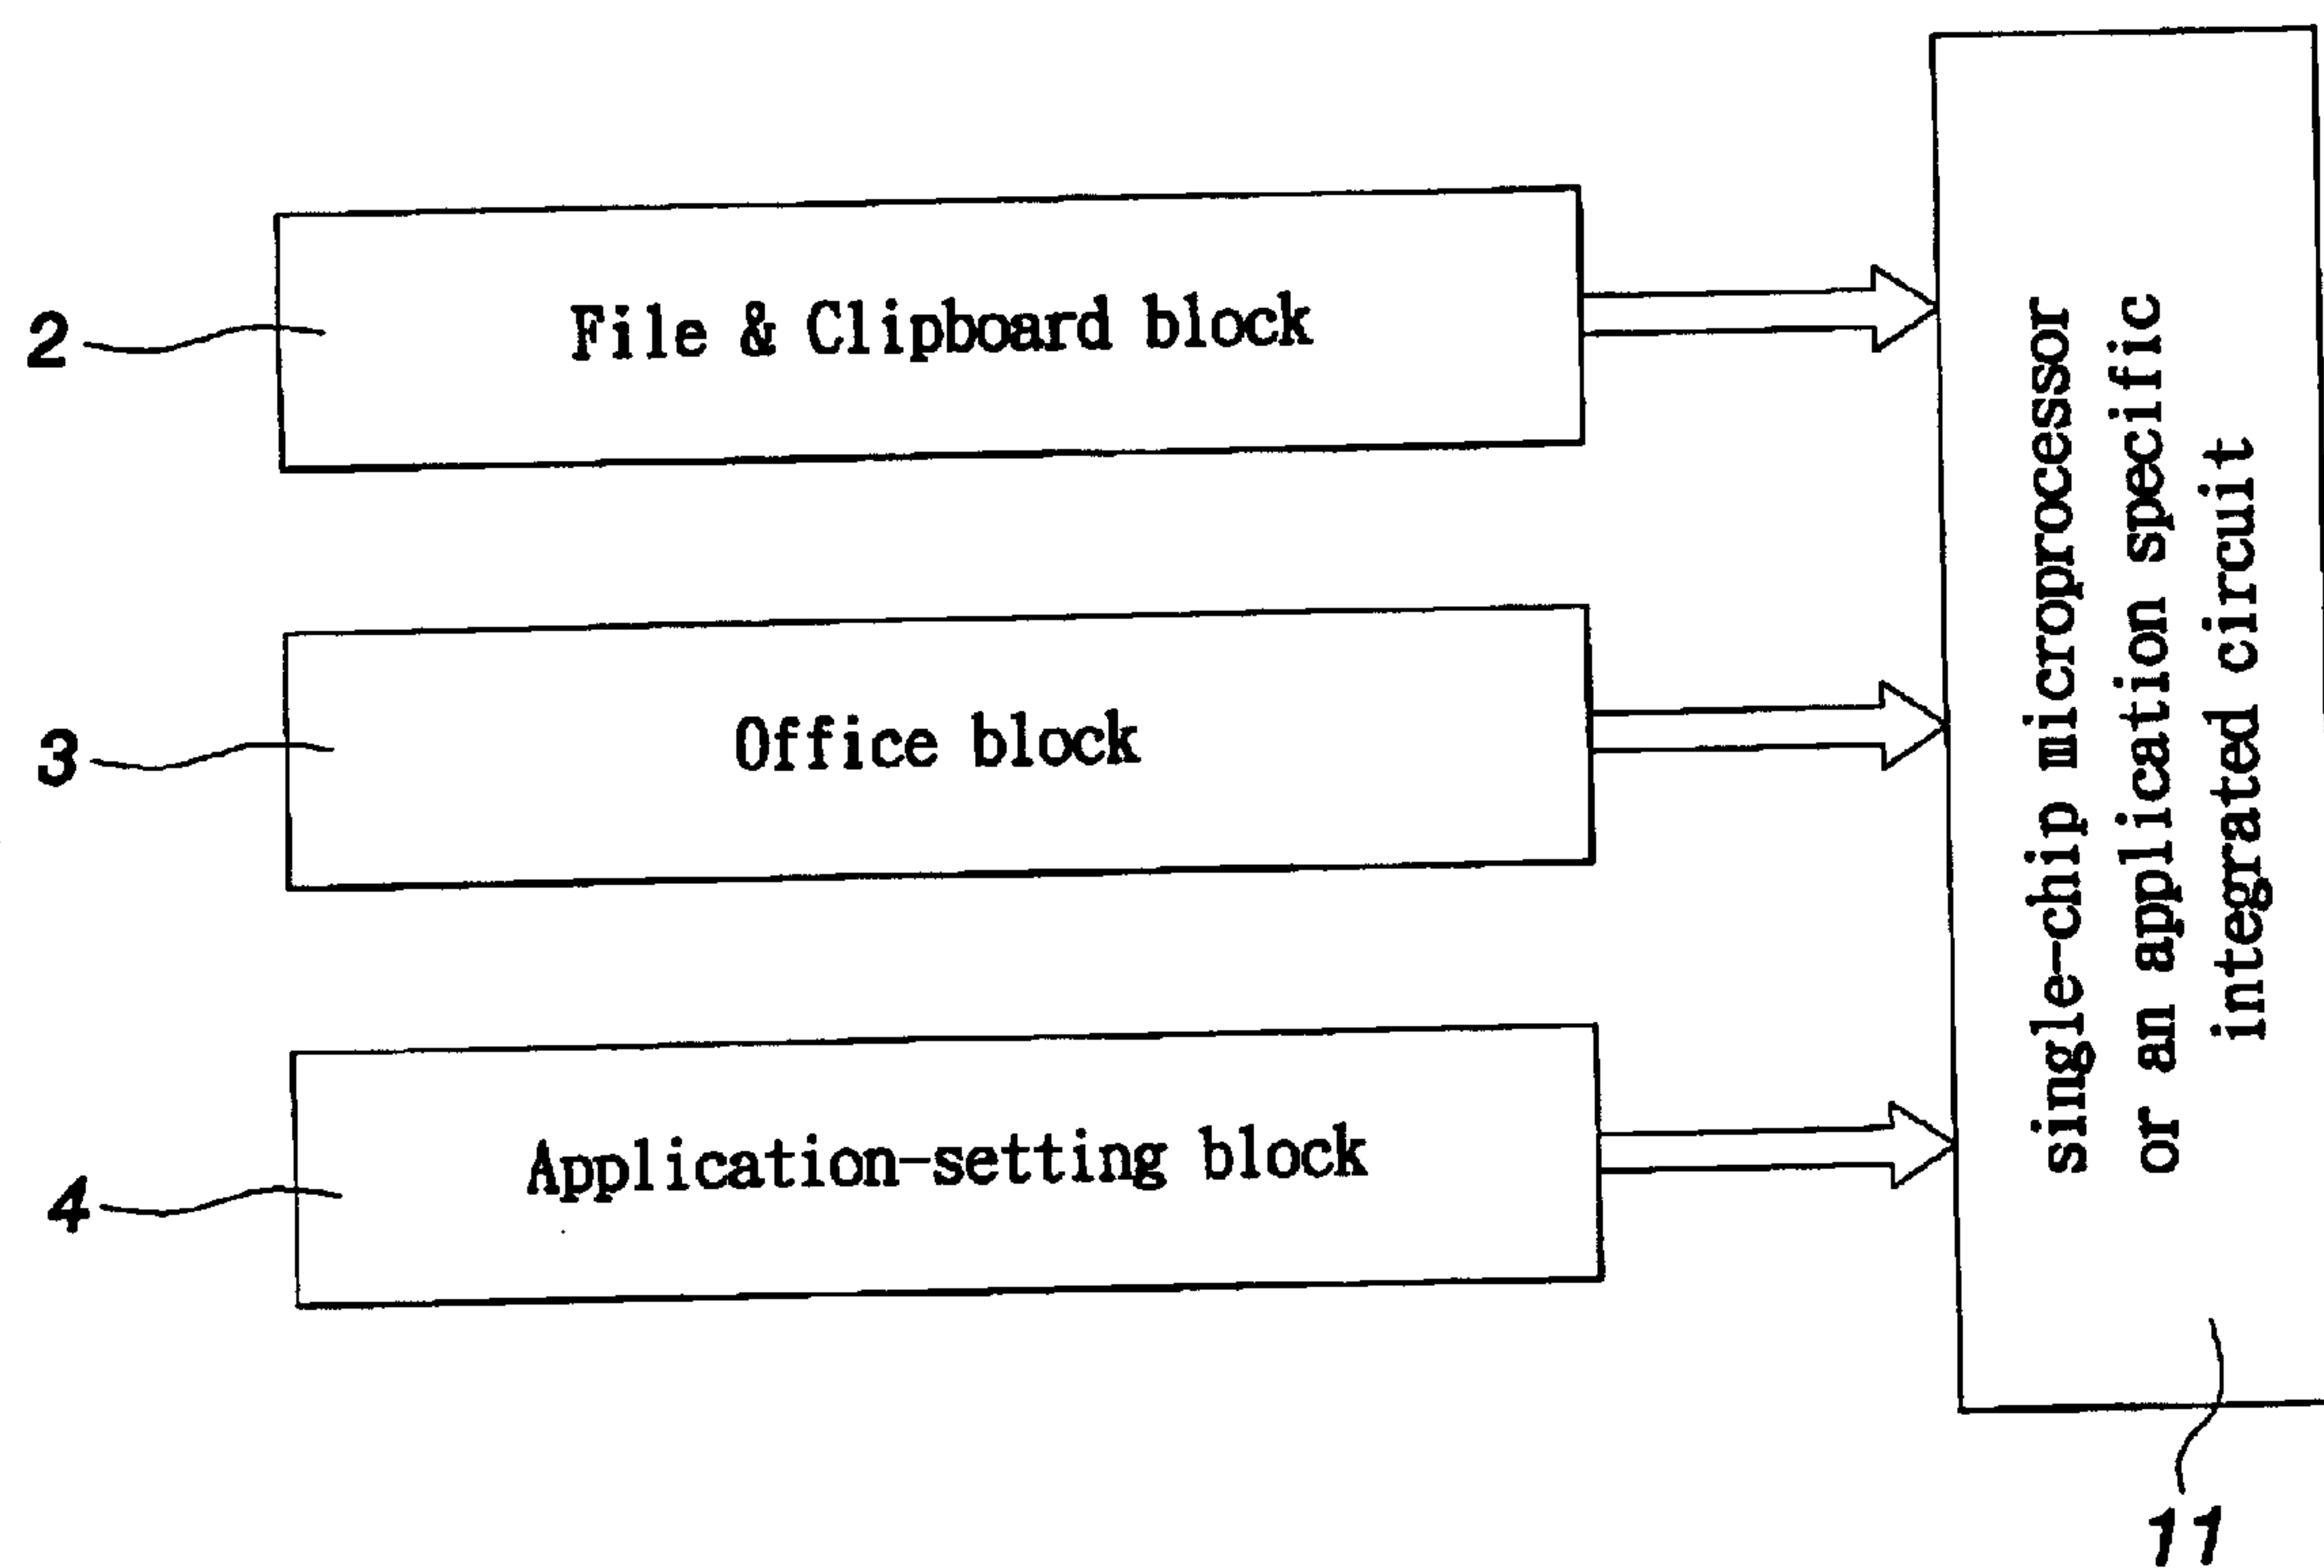 2
File & Clipboard block
3
Office block
4
Application-setting block
single-chip microprocessor
or an application specific
integrated circuit
11